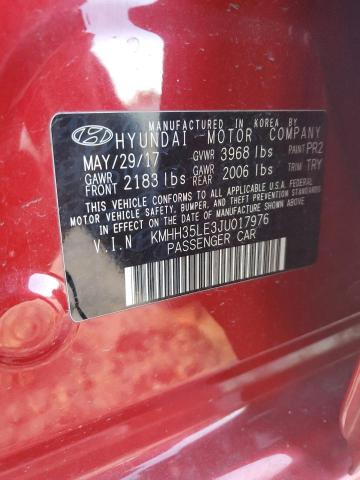 MANUFACTURED IN KOREA BY
HYUNDAI MOTOR COMPANY
MAY/29/17 GVWR 3968 lbs PAINT PR2
GAWR FRONT 2183 lbs GAWR REAR 2006 lbs TRIM TRY
THIS VEHICLE CONFORMS TO ALL APPLICABLE FEDERAL
MOTOR VEHICLE SAFETY, BUMPER, AND THEFT PREVENTION STANDARDS
IN EFFECT ON THE DATE OF MANUFACTURE SHOWN ABOVE.
V.I.N KMHH35LE3JU017976
PASSENGER CAR